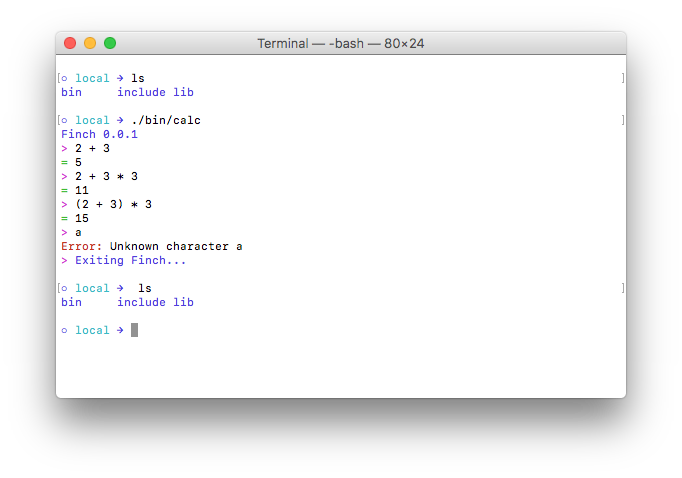 Terminal — -bash — 80×24
[○ local → ls ]
bin     include lib
[○ local → ./bin/calc ]
Finch 0.0.1
> 2 + 3
= 5
> 2 + 3 * 3
= 11
> (2 + 3) * 3
= 15
> a
Error: Unknown character a
> Exiting Finch...
[○ local →  ls ]
bin     include lib
○ local →